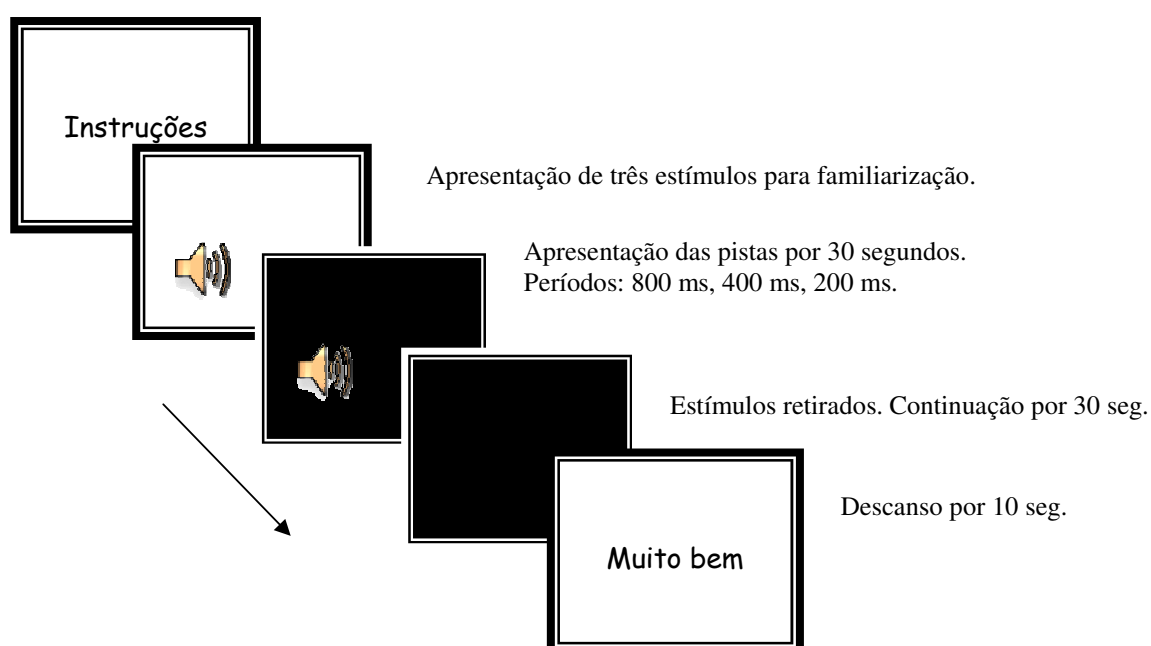 Instruções
Apresentação de três estímulos para familiarização.
Apresentação das pistas por 30 segundos.
Períodos: 800 ms, 400 ms, 200 ms.
Estímulos retirados. Continuação por 30 seg.
Descanso por 10 seg.
Muito bem